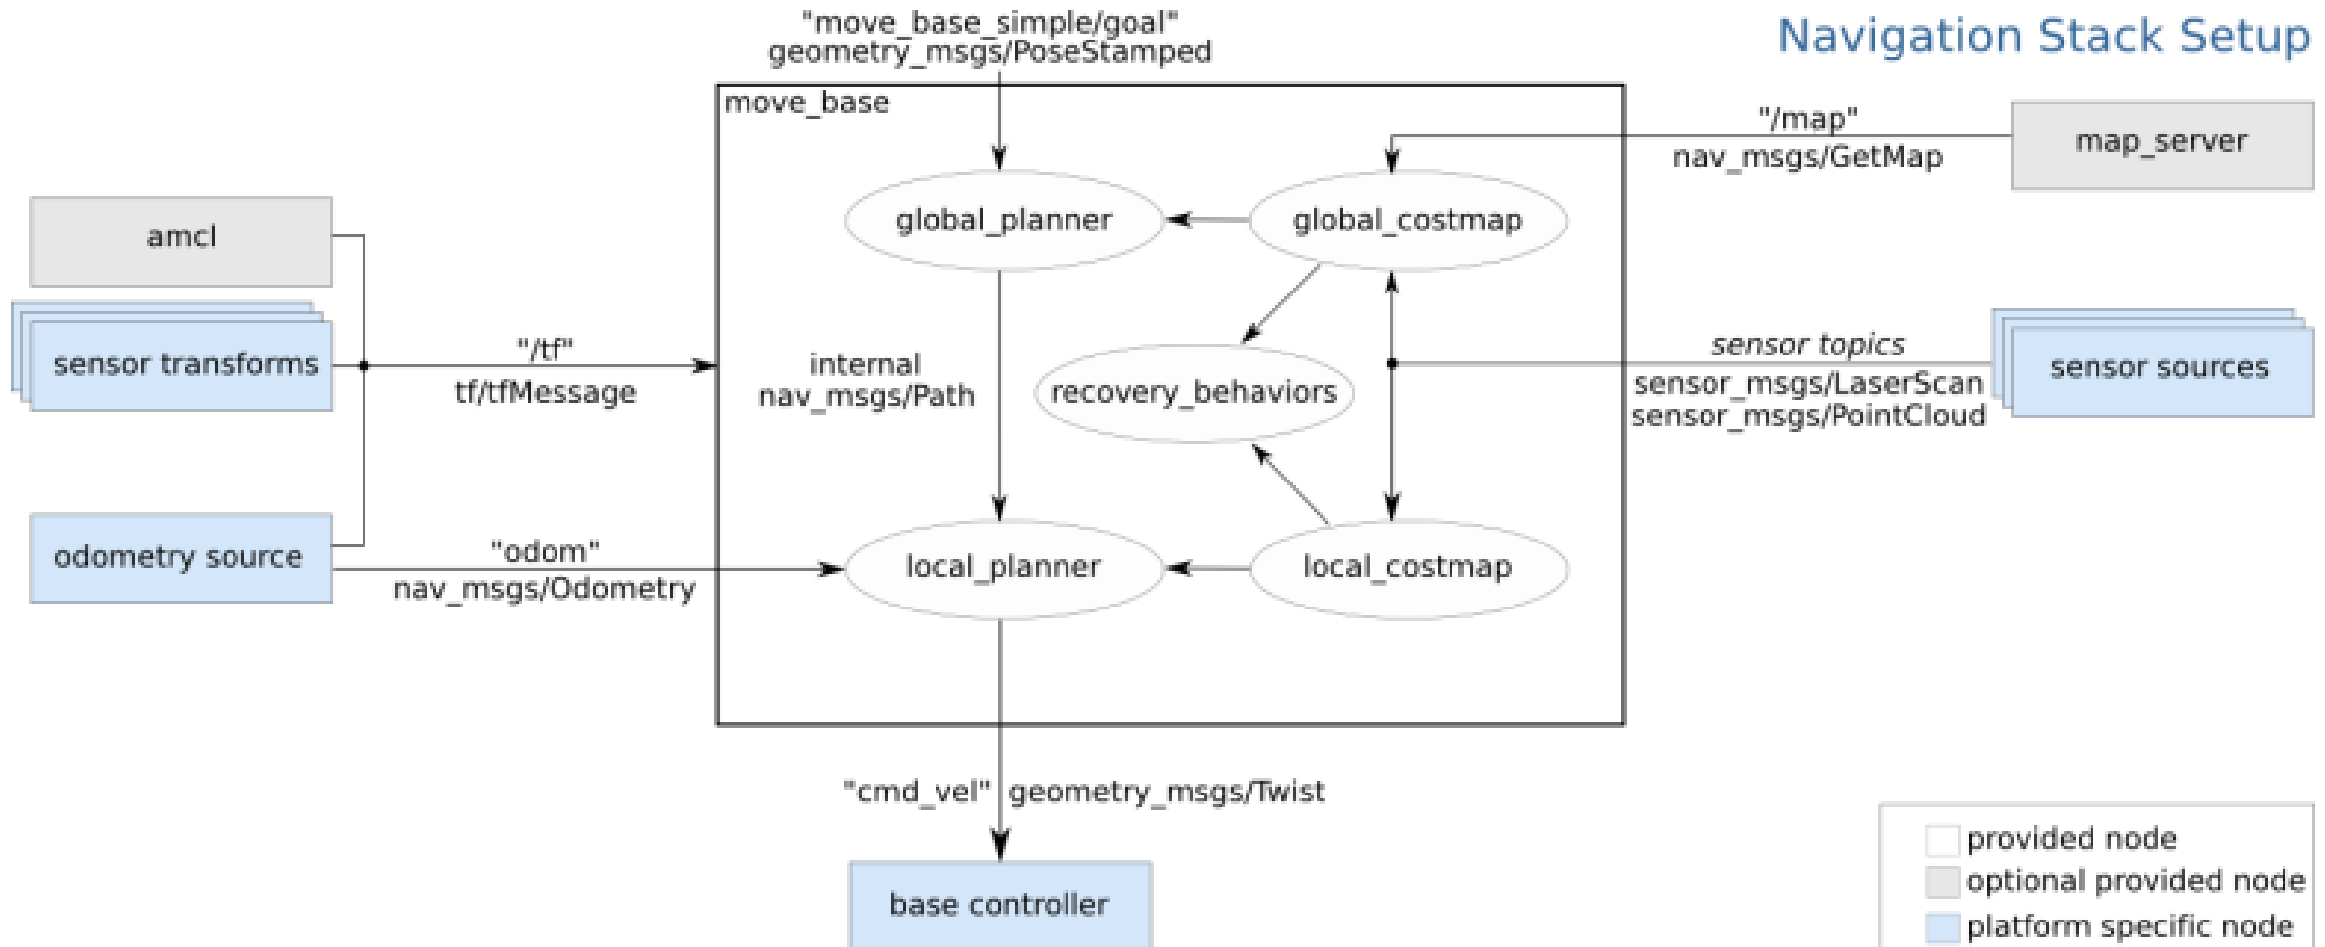 "move_base_simple/goal"
geometry_msgs/PoseStamped
Navigation Stack Setup
move_base
"/map"
nav_msgs/GetMap
map_server
amcl
global_planner
global_costmap
sensor transforms
"/tf"
tf/tfMessage
internal
nav_msgs/Path
recovery_behaviors
sensor topics
sensor_msgs/LaserScan
sensor_msgs/PointCloud
sensor sources
odometry source
"odom"
nav_msgs/Odometry
local_planner
local_costmap
"cmd_vel" geometry_msgs/Twist
base controller
provided node
optional provided node
platform specific node